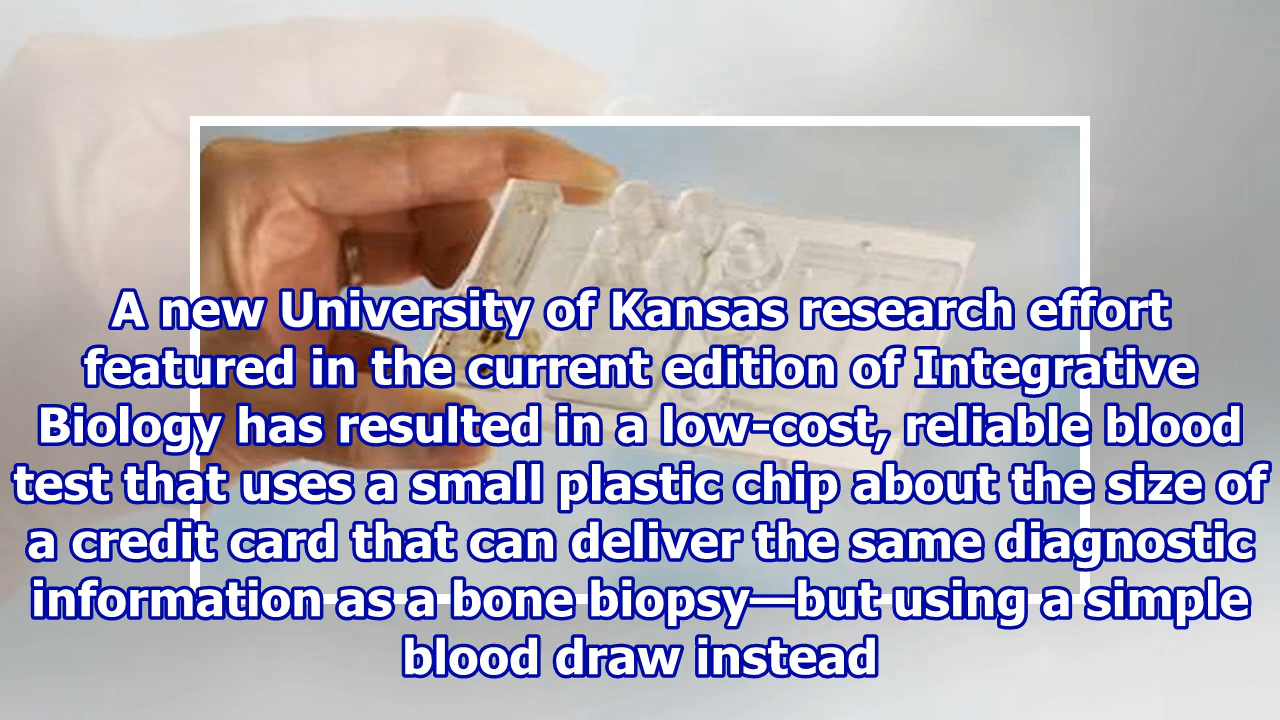 A new University of Kansas research effort
featured in the current edition of Integrative
Biology has resulted in a low-cost, reliable blood
test that uses a small plastic chip about the size of
a credit card that can deliver the same diagnostic
information as a bone biopsy—but using a simple
blood draw instead